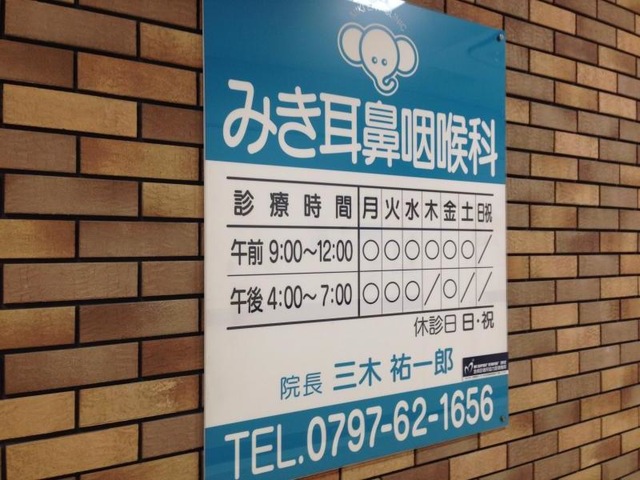 みき耳鼻咽喉科
診療時間 月 火 水 木 金 土 日祝
午前 9:00〜12:00 ○ ○ ○ ○ ○ ○ /
午後 4:00〜7:00 ○ ○ ○ / ○ / /
休診日 日・祝
院長 三木 祐一郎
TEL.0797-62-1656